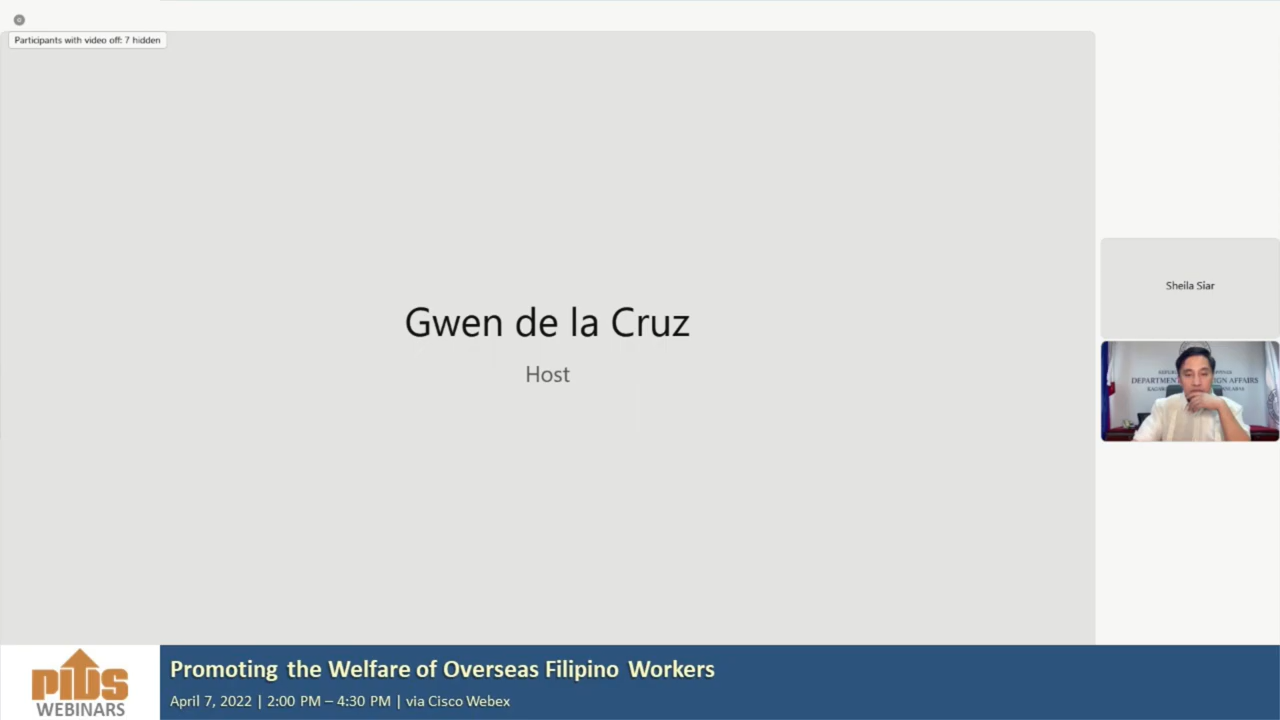 Participants with video off: 7 hidden
Gwen de la Cruz
Host
Sheila Siar
DEPARTMENT
AFFAIRS
PIDS
WEBINARS
Promoting the Welfare of Overseas Filipino Workers
April 7, 2022 | 2:00 PM – 4:30 PM | via Cisco Webex